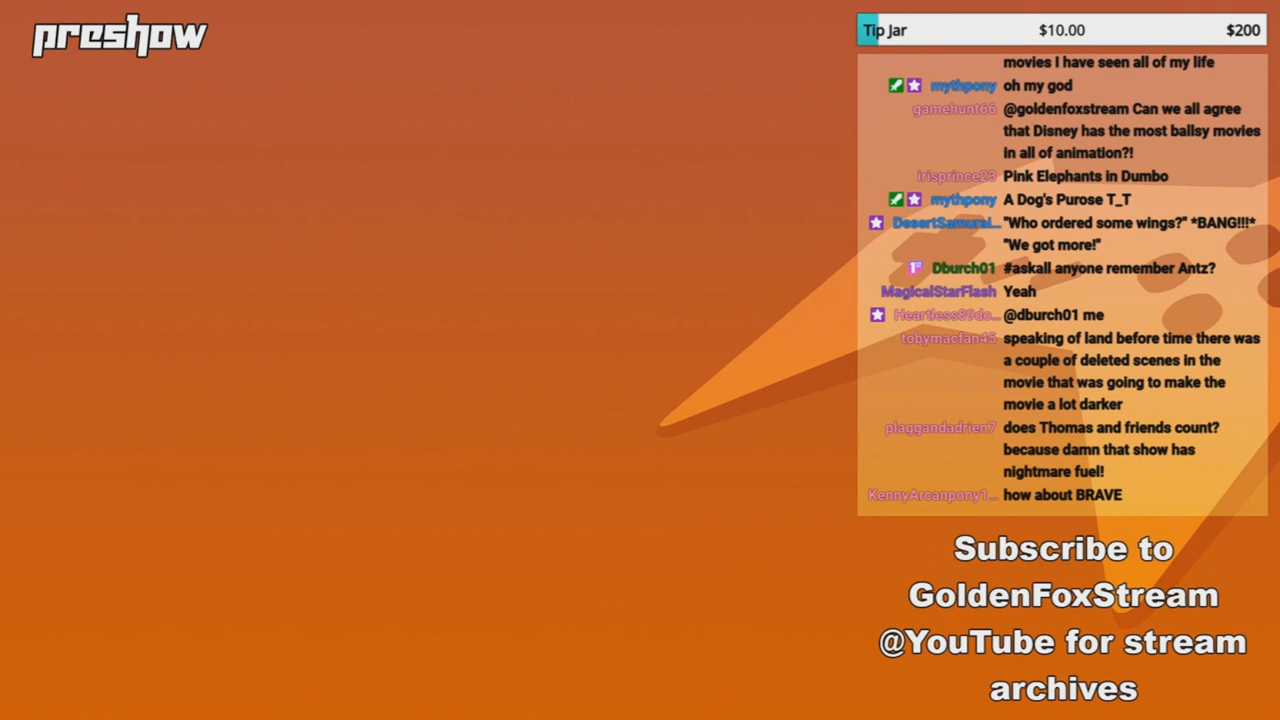 preshow
Tip Jar $10.00 $200
movies I have seen all of my life
mythpony oh my god
gamehunt66 @goldenfoxstream Can we all agree
that Disney has the most ballsy movies
in all of animation?!
irisprince23 Pink Elephants in Dumbo
mythpony A Dog's Purose T_T
DesertSamurai... "Who ordered some wings?" *BANG!!!*
"We got more!"
1st Dburch01 #askall anyone remember Antz?
MagicalStarFlash Yeah
Heartless89do... @dburch01 me
tobymacfan45 speaking of land before time there was
a couple of deleted scenes in the
movie that was going to make the
movie a lot darker
plaggandadrien7 does Thomas and friends count?
because damn that show has
nightmare fuel!
KennyArcanpony1... how about BRAVE
Subscribe to
GoldenFoxStream
@YouTube for stream
archives